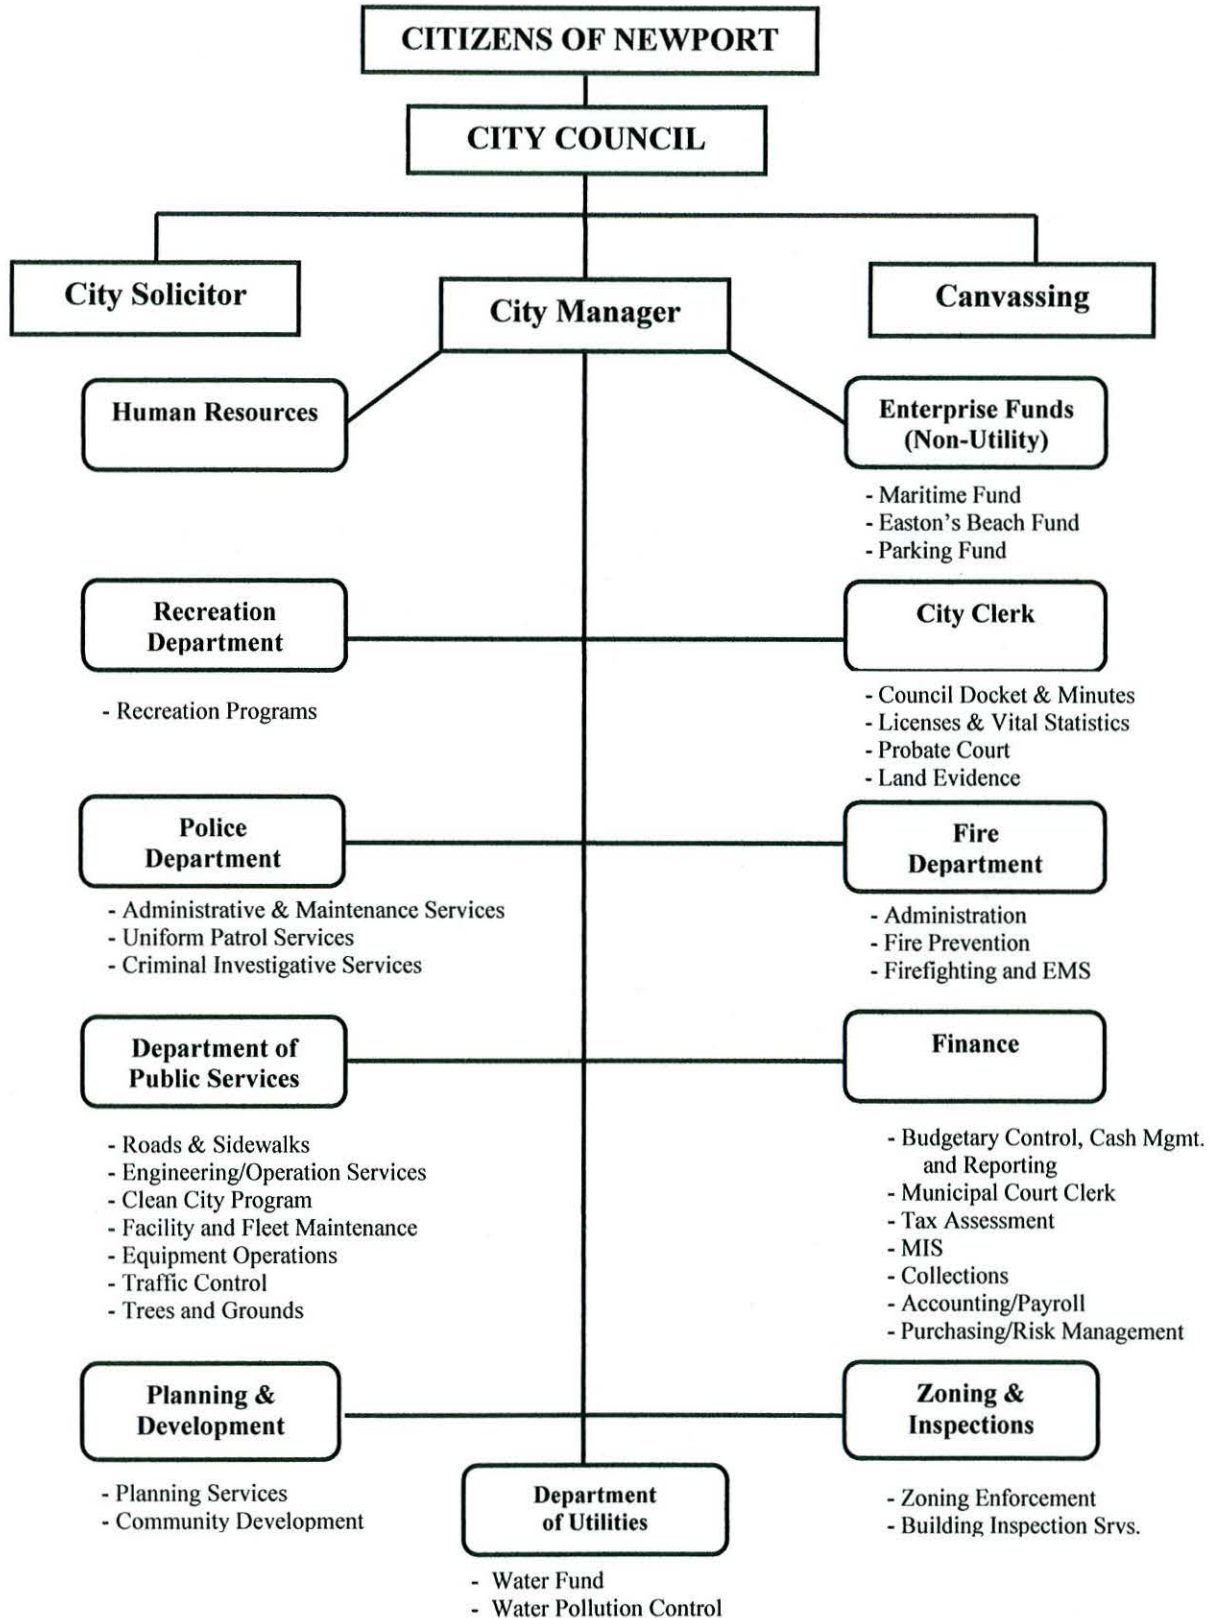 CITIZENS OF NEWPORT
CITY COUNCIL
City Solicitor
City Manager
Canvassing
Human Resources
Enterprise Funds
(Non-Utility)
- Maritime Fund
- Easton's Beach Fund
- Parking Fund
Recreation
Department
- Recreation Programs
City Clerk
- Council Docket & Minutes
- Licenses & Vital Statistics
- Probate Court
- Land Evidence
Police
Department
- Administrative & Maintenance Services
- Uniform Patrol Services
- Criminal Investigative Services
Fire
Department
- Administration
- Fire Prevention
- Firefighting and EMS
Department of
Public Services
- Roads & Sidewalks
- Engineering/Operation Services
- Clean City Program
- Facility and Fleet Maintenance
- Equipment Operations
- Traffic Control
- Trees and Grounds
Finance
- Budgetary Control, Cash Mgmt.
and Reporting
- Municipal Court Clerk
- Tax Assessment
- MIS
- Collections
- Accounting/Payroll
- Purchasing/Risk Management
Planning &
Development
- Planning Services
- Community Development
Zoning &
Inspections
- Zoning Enforcement
- Building Inspection Srvs.
Department
of Utilities
- Water Fund
- Water Pollution Control